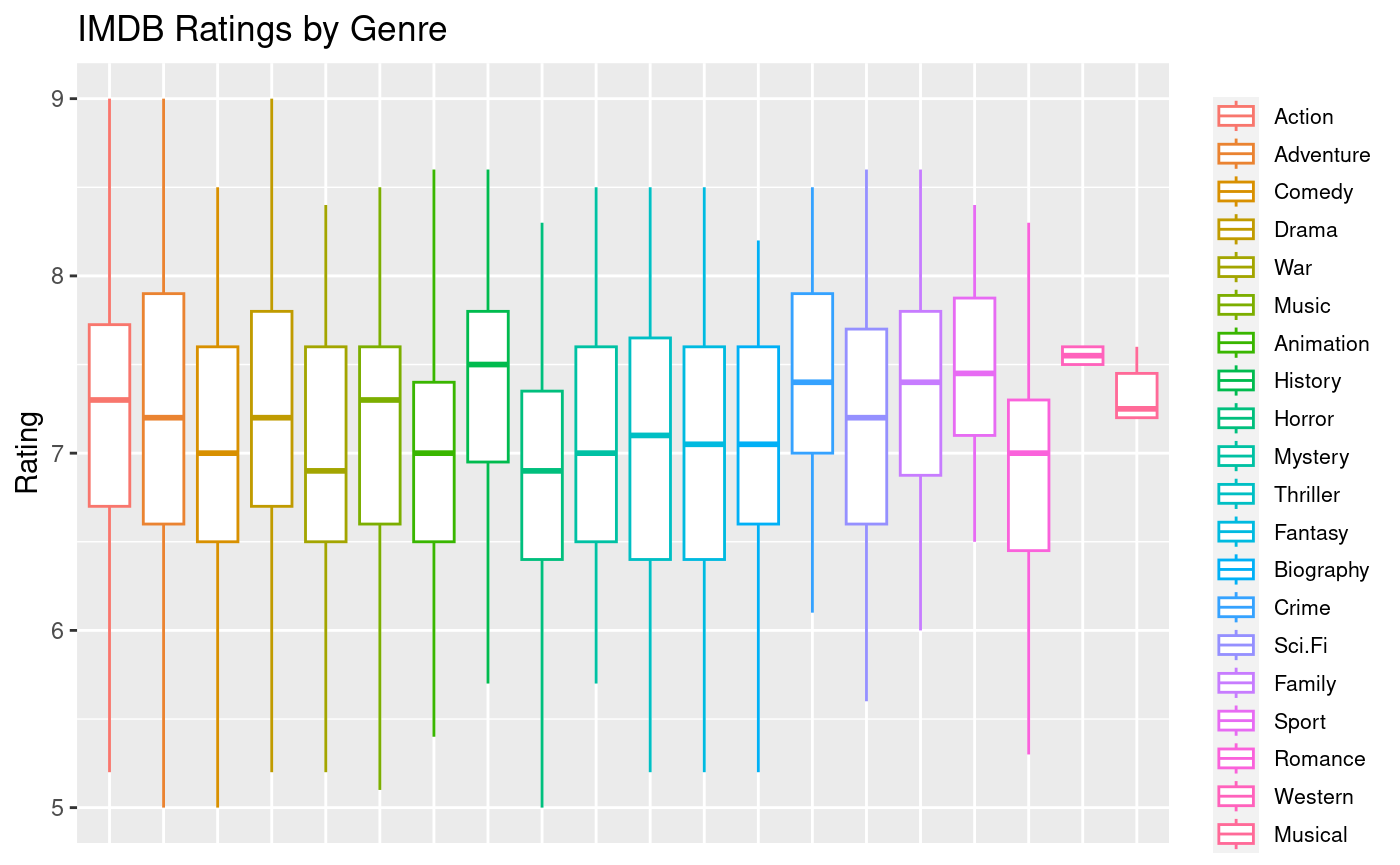 IMDB Ratings by Genre
Rating
9
8
7
6
5
Action
Adventure
Comedy
Drama
War
Music
Animation
History
Horror
Mystery
Thriller
Fantasy
Biography
Crime
Sci.Fi
Family
Sport
Romance
Western
Musical